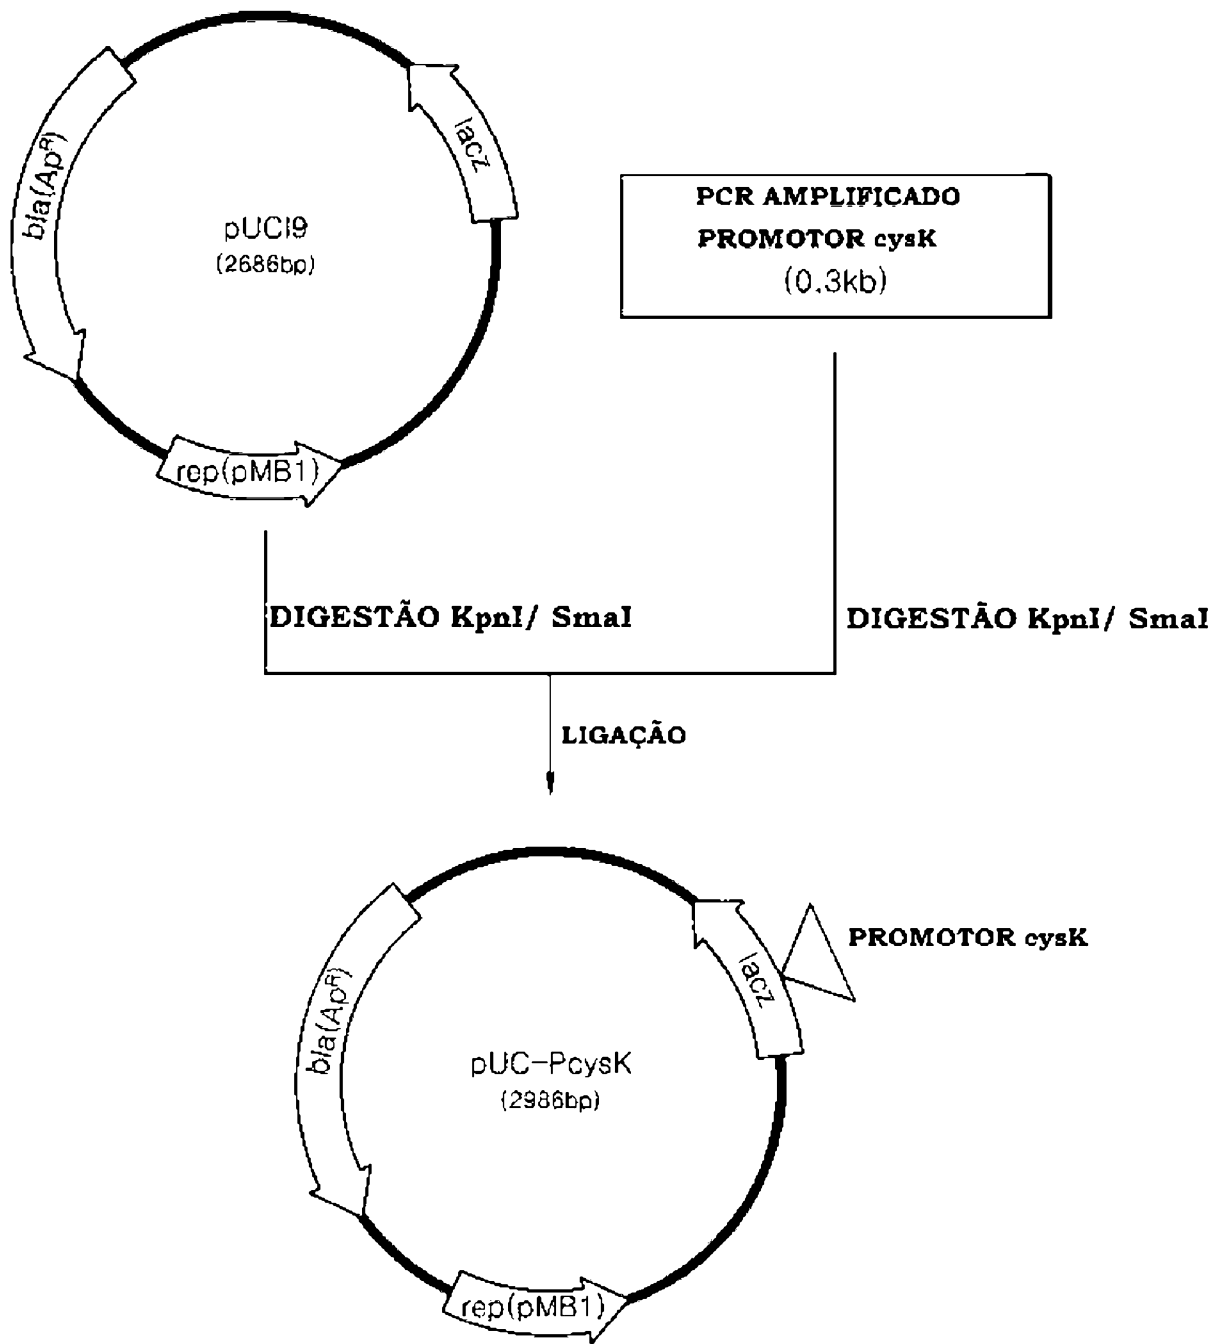 bla(Ap^R)
lacz
pUCI9
(2686bp)
rep(pMB1)
PCR AMPLIFICADO
PROMOTOR cysK
(0.3kb)
DIGESTÃO KpnI/ SmaI
DIGESTÃO KpnI/ SmaI
LIGAÇÃO
bla(Ap^R)
lacz
PROMOTOR cysK
pUC-PcysK
(2986bp)
rep(pMB1)